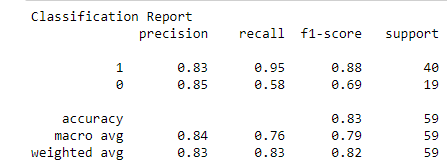 Classification Report
precision recall f1-score support
1 0.83 0.95 0.88 40
0 0.85 0.58 0.69 19
accuracy 0.83 59
macro avg 0.84 0.76 0.79 59
weighted avg 0.83 0.83 0.82 59